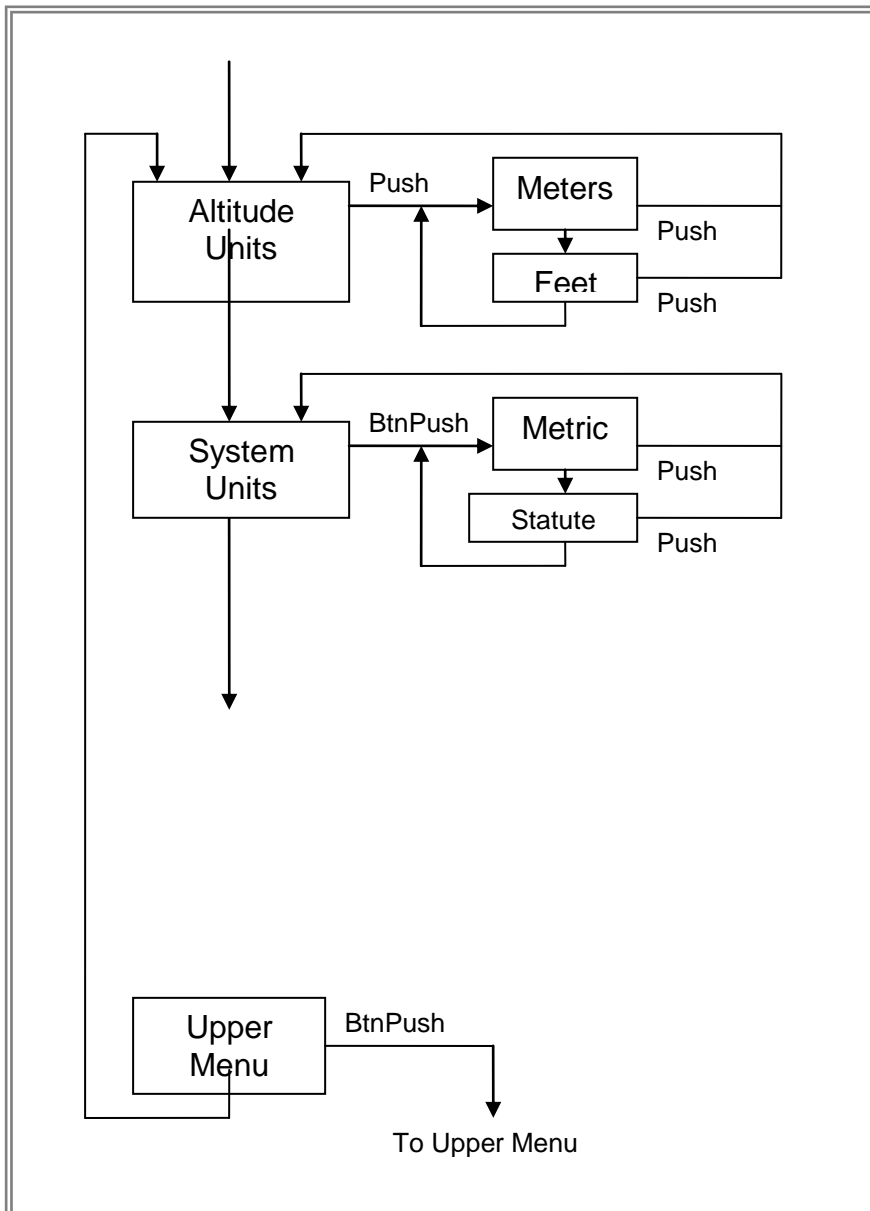 Push
Meters
Altitude
Units
Push
Feet
Push
BtnPush
Metric
System
Units
Push
Statute
Push
Upper
Menu
BtnPush
To Upper Menu